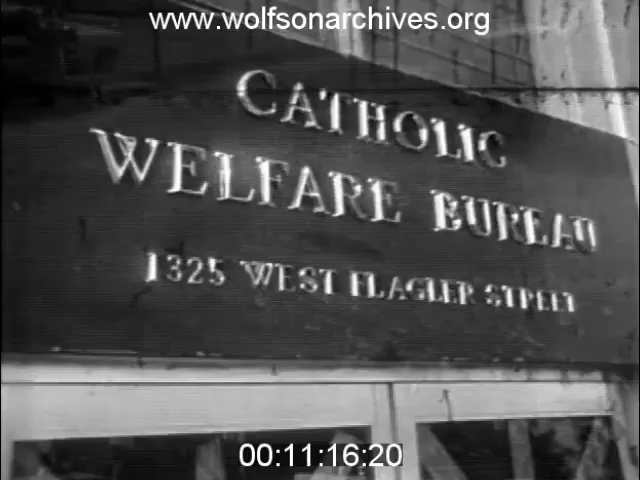 www.wolfsonarchives.org
CATHOLIC
WELFARE BUREAU
1325 WEST FLAGLER STREET
00:11:16:20